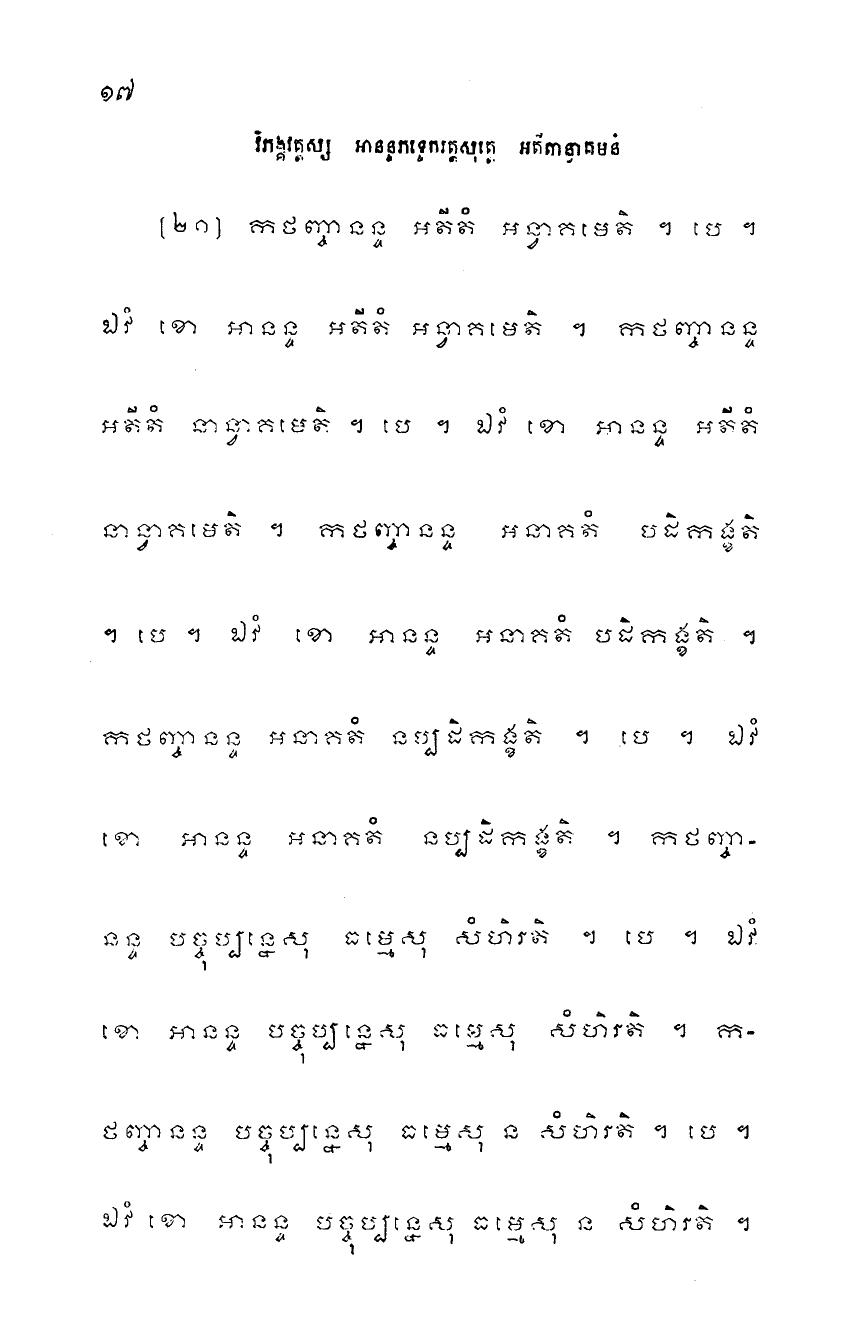 ១៧
វិភង្គវគ្គស្ស អានន្ទភទ្ទេករត្តសុត្តេ អតីតាន្វាគមនំ
[២១] កថញ្ចានន្ទ អតីតំ អន្វាគមេតិ ។ បេ ។
ឯវំ ខោ អានន្ទ អតីតំ អន្វាគមេតិ ។ កថញ្ចានន្ទ
អតីតំ នាន្វាគមេតិ ។ បេ ។ ឯវំ ខោ អានន្ទ អតីតំ
នាន្វាគមេតិ ។ កថញ្ចានន្ទ អនាគតំ បដិកង្ខតិ
។ បេ ។ ឯវំ ខោ អានន្ទ អនាគតំ បដិកង្ខតិ ។
កថញ្ចានន្ទ អនាគតំ នប្បដិកង្ខតិ ។ បេ ។ ឯវំ
ខោ អានន្ទ អនាគតំ នប្បដិកង្ខតិ ។ កថញ្ចា-
នន្ទ បច្ចុប្បន្នេសុ ធម្មេសុ សំហិរតិ ។ បេ ។ ឯវំ
ខោ អានន្ទ បច្ចុប្បន្នេសុ ធម្មេសុ សំហិរតិ ។ ក-
ថញ្ចានន្ទ បច្ចុប្បន្នេសុ ធម្មេសុ ន សំហិរតិ ។ បេ ។
ឯវំ ខោ អានន្ទ បច្ចុប្បន្នេសុ ធម្មេសុ ន សំហិរតិ ។